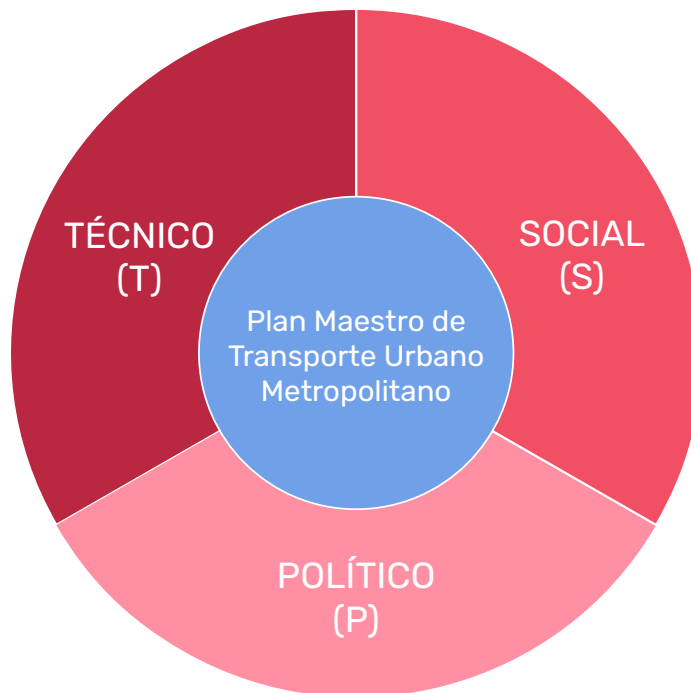 TÉCNICO
(T)
SOCIAL
(S)
Plan Maestro de
Transporte Urbano
Metropolitano
POLÍTICO
(P)